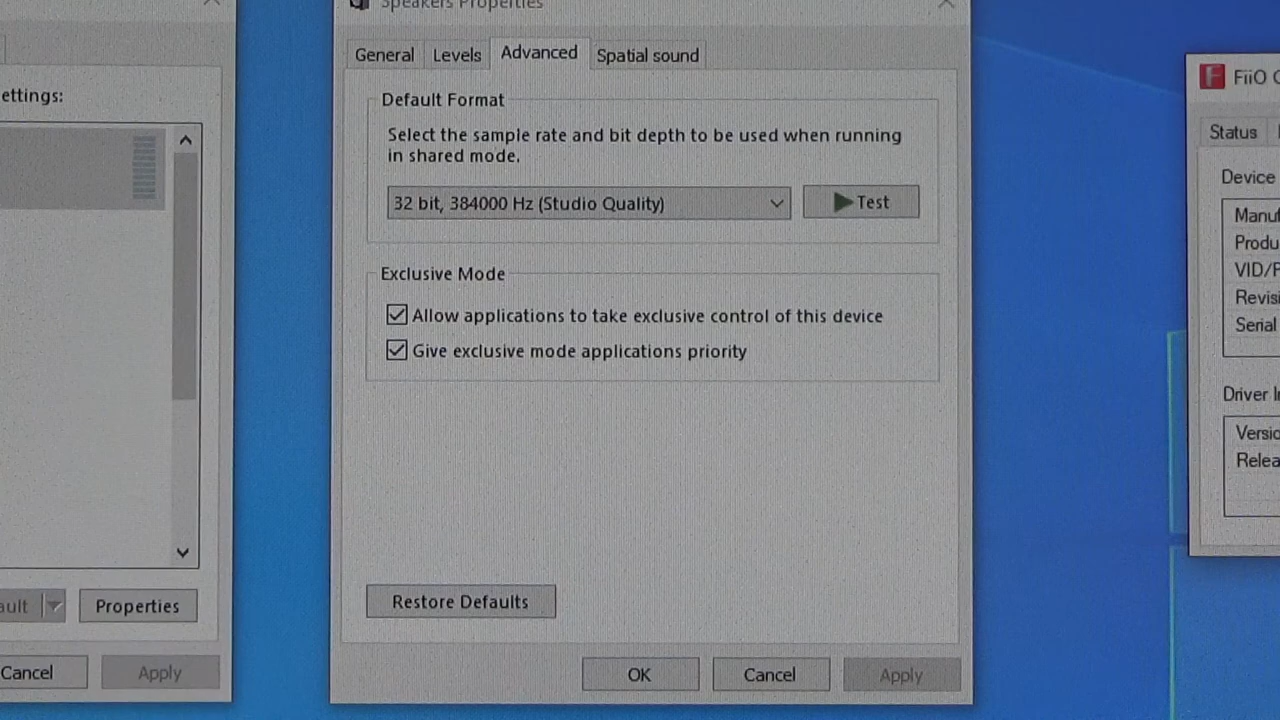 Speakers Properties
General
Levels
Advanced
Spatial sound
ettings:
Default Format
Select the sample rate and bit depth to be used when running
in shared mode.
32 bit, 384000 Hz (Studio Quality)
Test
Exclusive Mode
Allow applications to take exclusive control of this device
Give exclusive mode applications priority
Restore Defaults
OK
Cancel
Apply
ault
Properties
Cancel
Apply
FiiO C
Status
Device
Manuf
Produ
VID/P
Revisi
Serial
Driver I
Versio
Relea